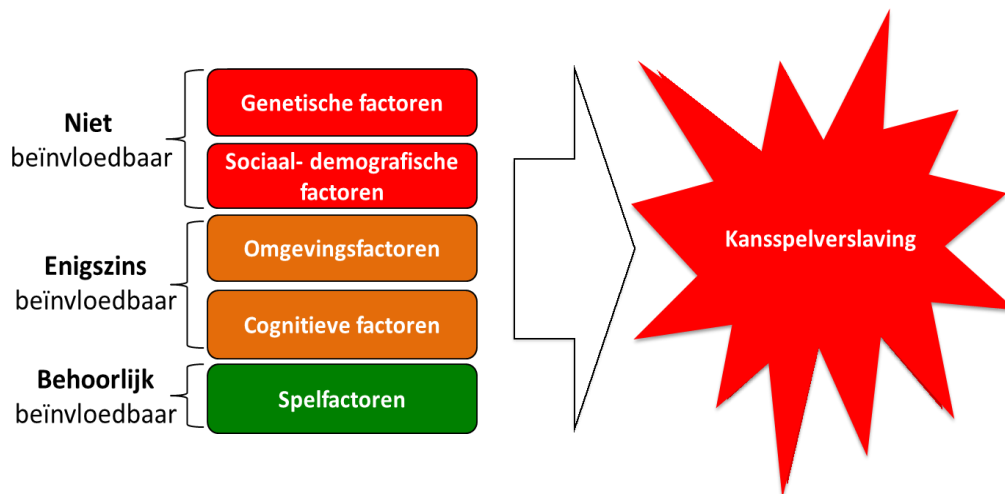 Niet
beïnvloedbaar
Genetische factoren
Sociaal- demografische
factoren
Enigszins
beïnvloedbaar
Omgevingsfactoren
Cognitieve factoren
Behoorlijk
beïnvloedbaar
Spelfactoren
Kansspelverslaving